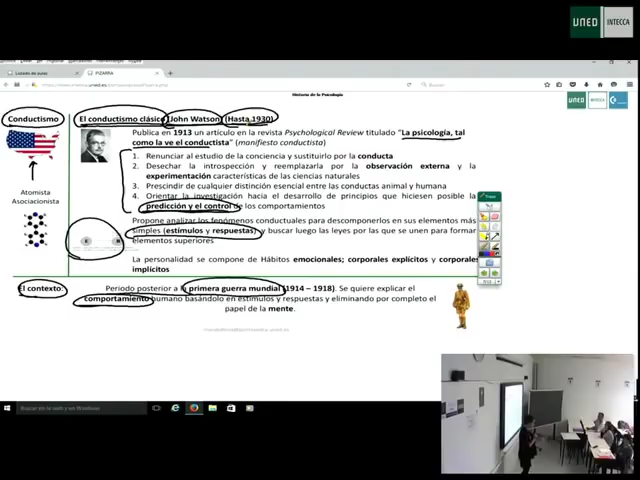 UNED
INTECCA
PIZARRA
Historia de la Psicología
UNED
INTECCA
Conductismo
El conductismo clásico (John Watson) (Hasta 1930)
Publica en 1913 un artículo en la revista Psychological Review titulado "La psicología, tal
como la ve el conductista" (manifiesto conductista)
1. Renunciar al estudio de la conciencia y sustituirlo por la conducta
2. Desechar la introspección y reemplazarla por la observación externa y la
experimentación características de las ciencias naturales
3. Prescindir de cualquier distinción esencial entre las conductas animal y humana
4. Orientar la investigación hacia el desarrollo de principios que hiciesen posible la
predicción y el control de los comportamientos
Atomista
Asociacionista
Propone analizar los fenómenos conductuales para descomponerlos en sus elementos más
simples (estímulos y respuestas) y buscar luego las leyes por las que se unen para formar
elementos superiores
E
R
La personalidad se compone de Hábitos emocionales; corporales explícitos y corporales
implícitos
El contexto:
Periodo posterior a la primera guerra mundial (1914 – 1918). Se quiere explicar el
comportamiento humano basándolo en estímulos y respuestas y eliminando por completo el
papel de la mente.
Buscar en la web y en Windows